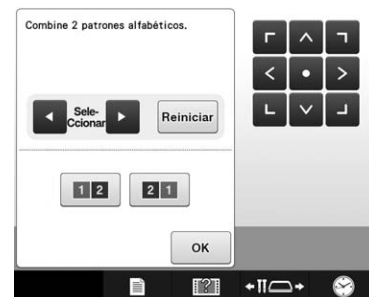 Combine 2 patrones alfabéticos.
Sele-
Ccionar
Reiniciar
1 2
2 1
OK